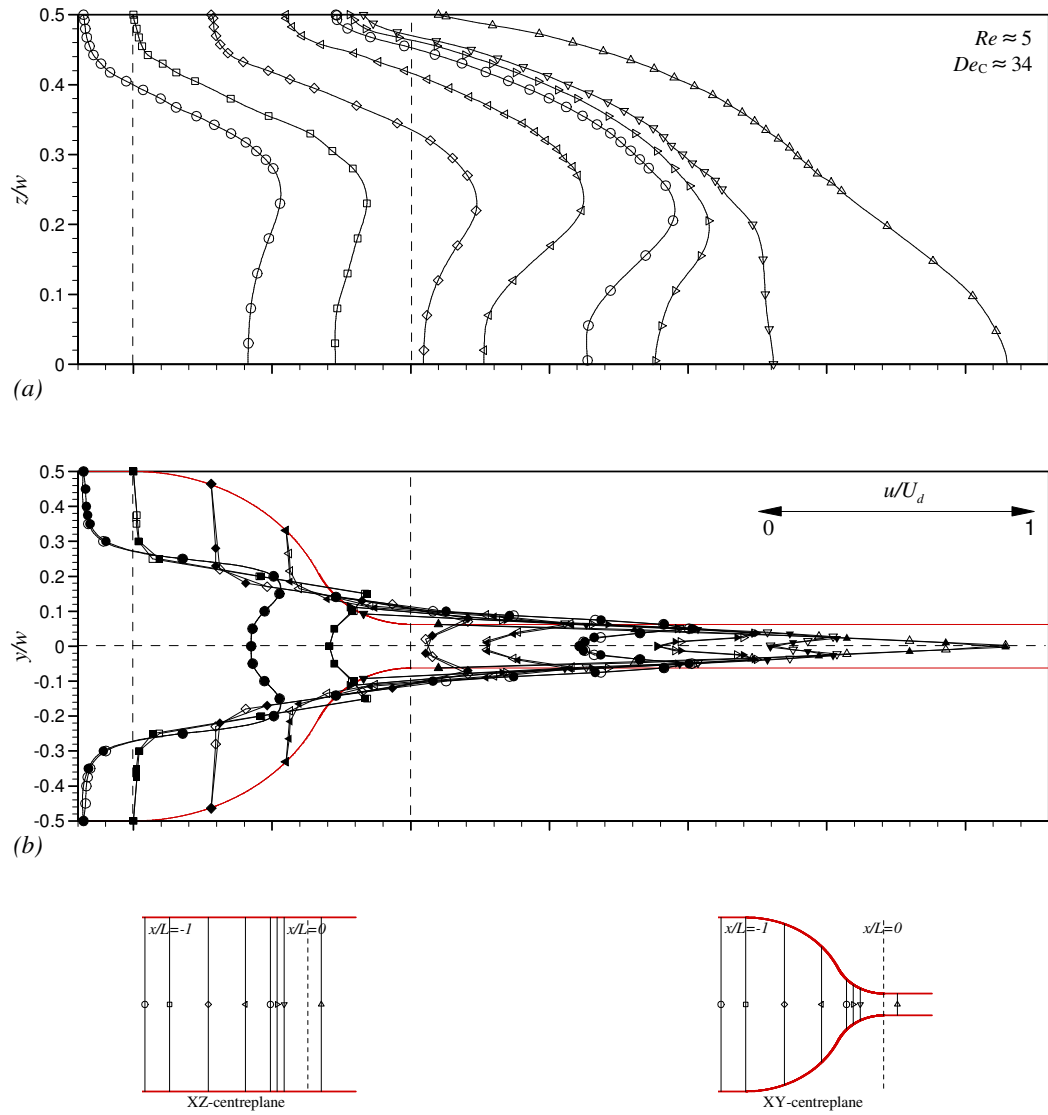 0.5
Re ≈ 5
De_C ≈ 34
0.4
0.3
z/w
0.2
0.1
0
(a)
0.5
u/U_d
0.4
0 1
0.3
0.2
0.1
y/w
0
-0.1
-0.2
-0.3
-0.4
-0.5
(b)
x/L=-1 x/L=0
x/L=-1 x/L=0
XZ-centreplane
XY-centreplane